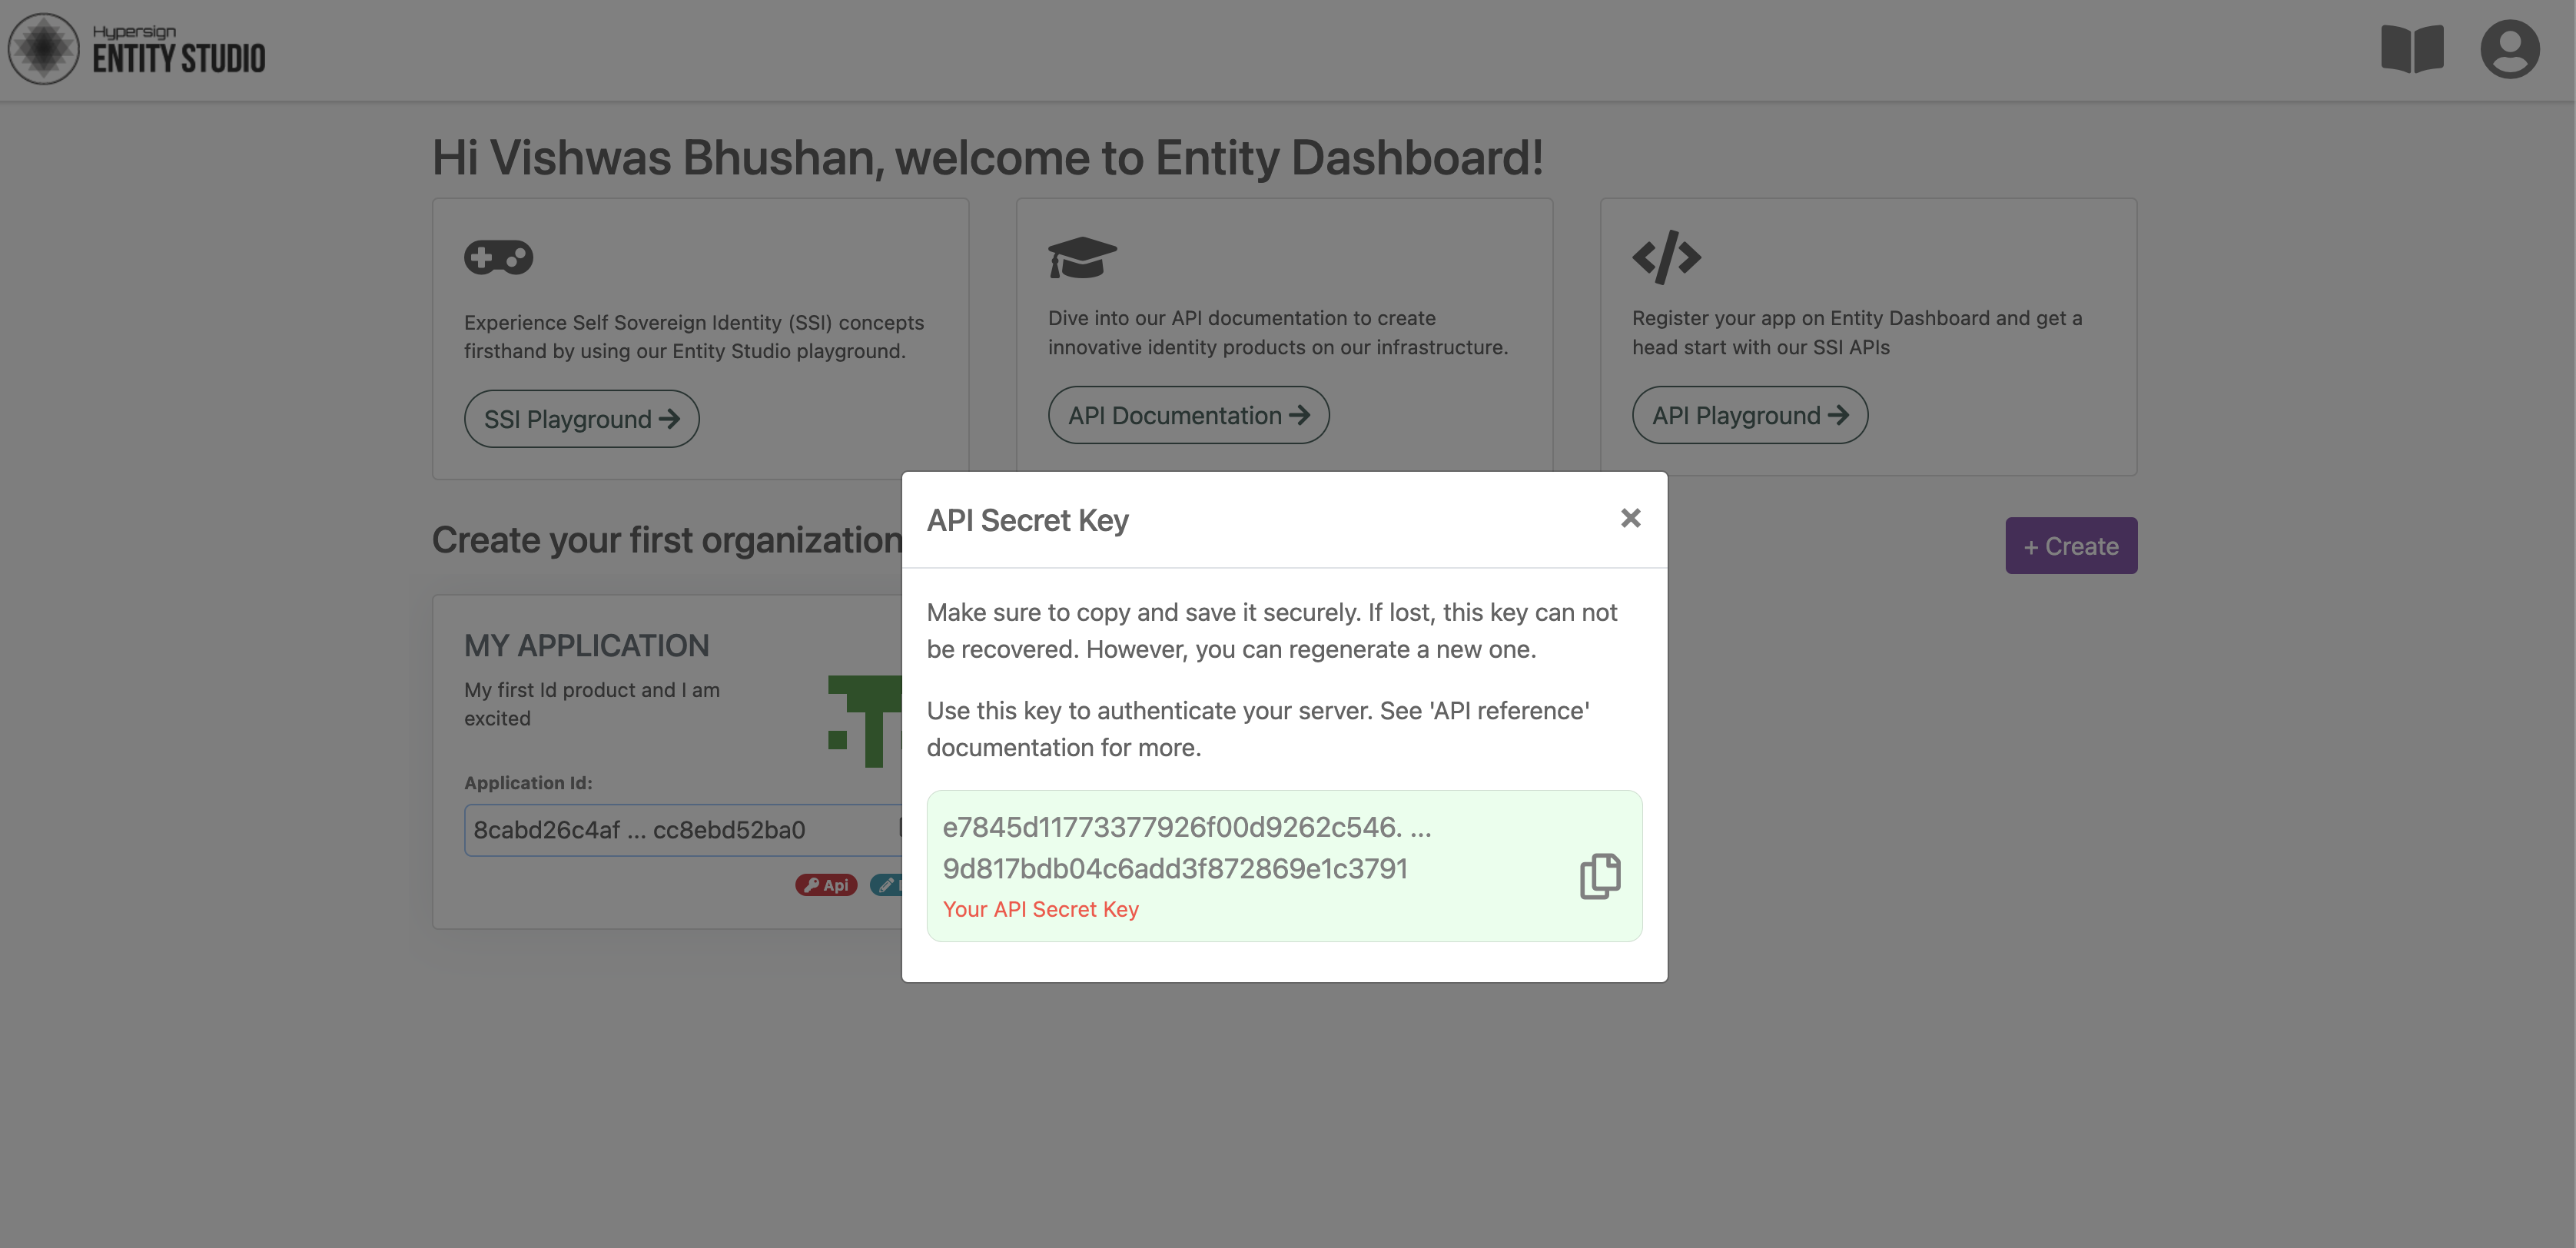 Hypersign
ENTITY STUDIO
Hi Vishwas Bhushan, welcome to Entity Dashboard!
Experience Self Sovereign Identity (SSI) concepts
firsthand by using our Entity Studio playground.
SSI Playground
Dive into our API documentation to create
innovative identity products on our infrastructure.
API Documentation
Register your app on Entity Dashboard and get a
head start with our SSI APIs
API Playground
Create your first organization
+ Create
MY APPLICATION
My first Id product and I am
excited
Application Id:
8cabd26c4af ... cc8ebd52ba0
Api
API Secret Key
Make sure to copy and save it securely. If lost, this key can not
be recovered. However, you can regenerate a new one.
Use this key to authenticate your server. See 'API reference'
documentation for more.
e7845d11773377926f00d9262c546. ...
9d817bdb04c6add3f872869e1c3791
Your API Secret Key